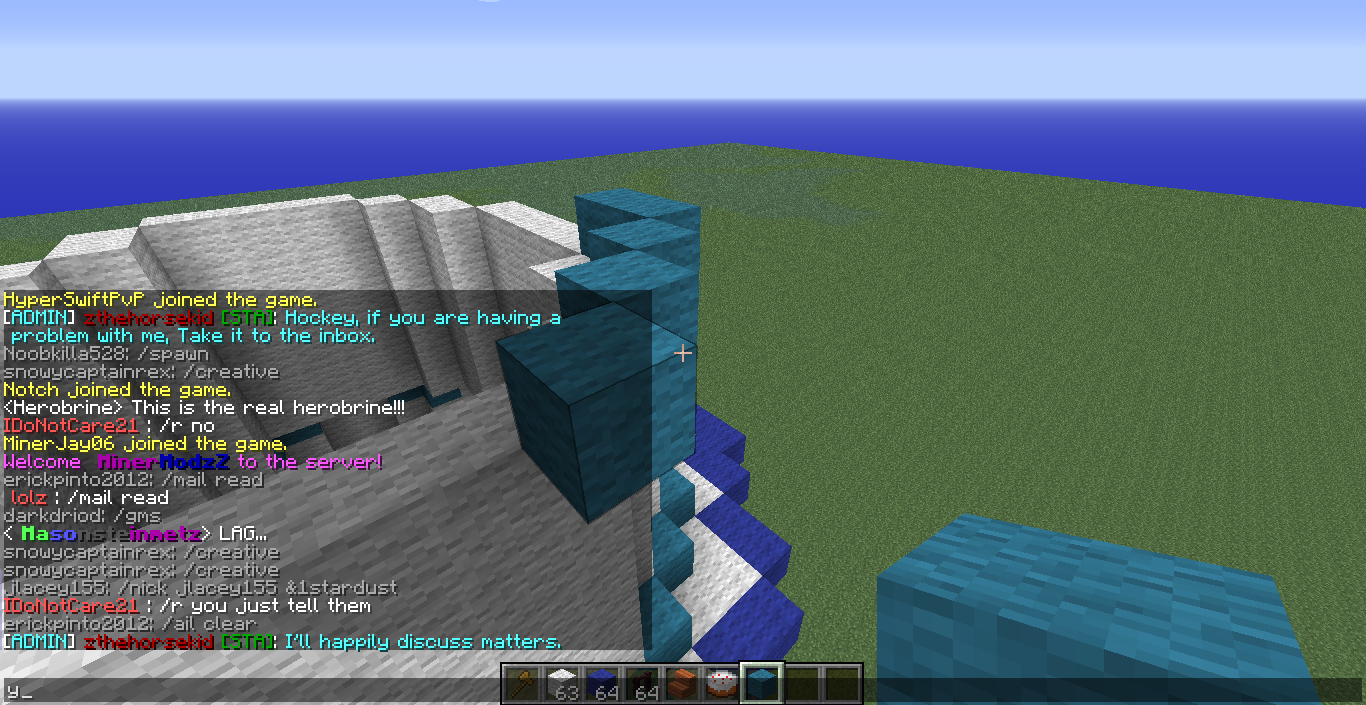 HyperSwiftPvP joined the game.
[ADMIN] zthehorsekid [STA]: Hockey, if you are having a
problem with me, Take it to the inbox.
Noobkilla528: /spawn
snowycaptainrex: /creative
Notch joined the game.
<Herobrine> This is the real herobrine!!!
IDoNotCare21 : /r no
MinerJay06 joined the game.
Welcome MinerModzZ to the server!
erickpinto2012: /mail read
lolz : /mail read
darkdriod: /gms
< Masonsteinmetz> LAG...
snowycaptainrex: /creative
snowycaptainrex: /creative
jlacey155: /nick jlacey155 &1stardust
IDoNotCare21 : /r you just tell them
erickpinto2012: /ail clear
[ADMIN] zthehorsekid [STA]: I'll happily discuss matters.
63 64 64
y_